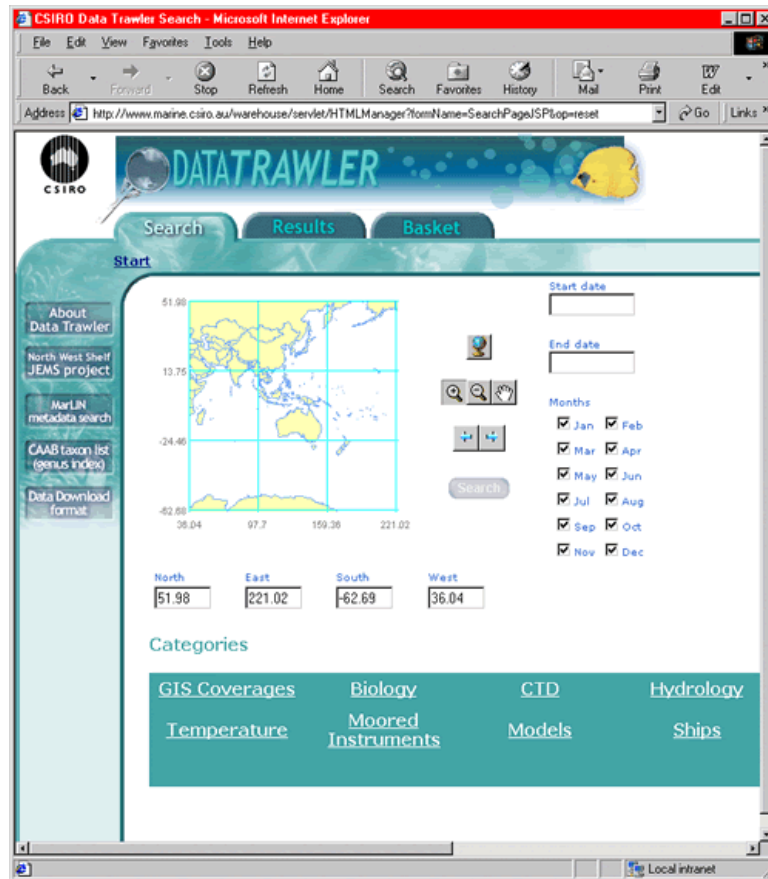 CSIRO Data Trawler Search - Microsoft Internet Explorer
File Edit View Favorites Tools Help
Back Forward Stop Refresh Home Search Favorites History Mail Print Edit
Address http://www.marine.csiro.au/warehouse/servlet/HTMLManager?formName=SearchPageJSP&op=reset Go Links
CSIRO
DATATRAWLER
Search Results Basket
Start
About
Data Trawler
North West Shelf
JEMS project
MarLIN
metadata search
CAAB taxon list
(genus index)
Data Download
format
51.98
13.75
-24.46
-62.68
36.04 97.7 159.36 221.02
Search
Start date
End date
Months
Jan Feb
Mar Apr
May Jun
Jul Aug
Sep Oct
Nov Dec
North East South West
51.98 221.02 -62.69 36.04
Categories
GIS Coverages Biology CTD Hydrology
Temperature Moored Instruments Models Ships
Local intranet